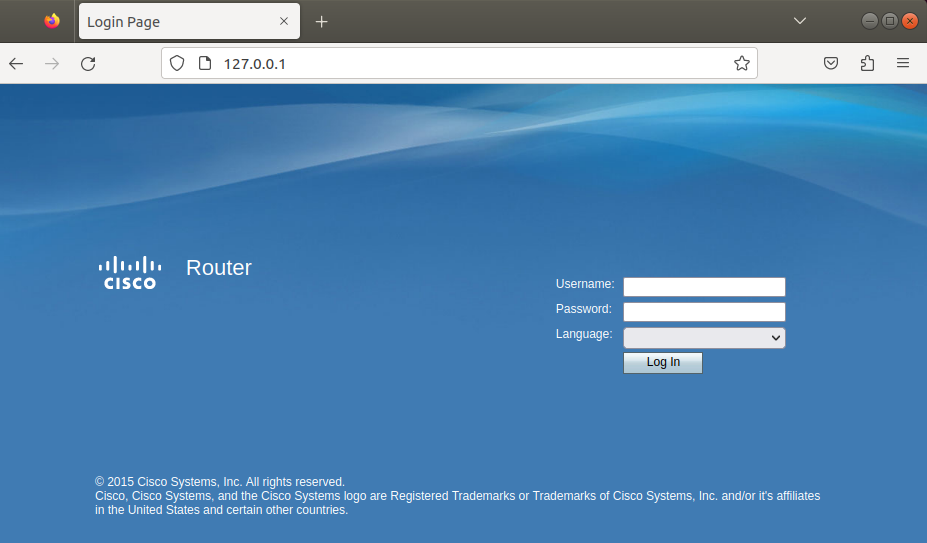 Login Page
127.0.0.1
CISCO
Router
Username:
Password:
Language:
Log In
© 2015 Cisco Systems, Inc. All rights reserved.
Cisco, Cisco Systems, and the Cisco Systems logo are Registered Trademarks or Trademarks of Cisco Systems, Inc. and/or it's affiliates
in the United States and certain other countries.